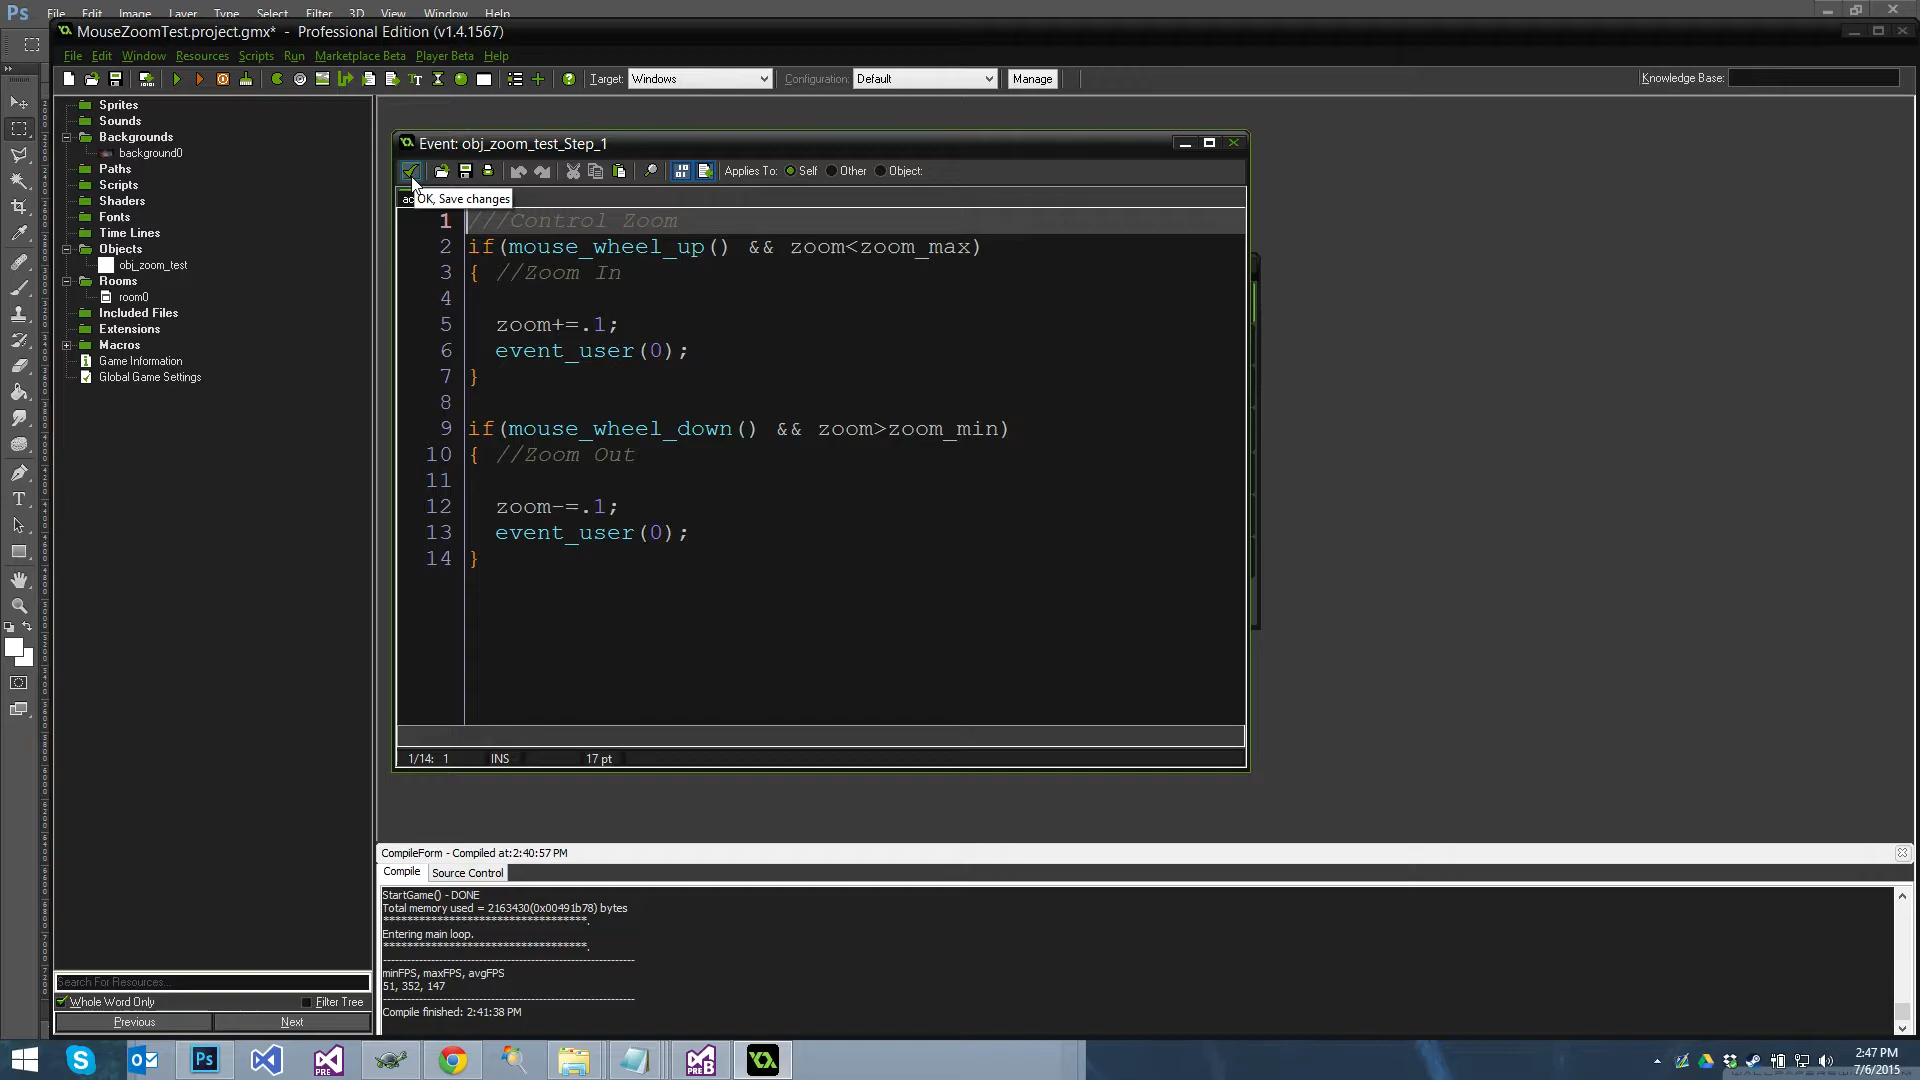 Ps File Edit Image Layer Type Select Filter 3D View Window Help
MouseZoomTest.project.gmx* - Professional Edition (v1.4.1567)
File Edit Window Resources Scripts Run Marketplace Beta Player Beta Help
Target: Windows Configuration: Default Manage Knowledge Base:
Sprites
Sounds
Backgrounds
background0
Paths
Scripts
Shaders
Fonts
Time Lines
Objects
obj_zoom_test
Rooms
room0
Included Files
Extensions
Macros
Game Information
Global Game Settings
Event: obj_zoom_test_Step_1
Applies To: Self Other Object:
OK, Save changes
1 ///Control Zoom
2 if(mouse_wheel_up() && zoom<zoom_max)
3 { //Zoom In
4
5 zoom+=.1;
6 event_user(0);
7 }
8
9 if(mouse_wheel_down() && zoom>zoom_min)
10 { //Zoom Out
11
12 zoom-=.1;
13 event_user(0);
14 }
1/14: 1 INS 17 pt
CompileForm - Compiled at:2:40:57 PM
Compile Source Control
StartGame() - DONE
Total memory used = 2163430(0x00491b78) bytes
***********************************.
Entering main loop.
***********************************.
minFPS, maxFPS, avgFPS
51, 352, 147
Compile finished: 2:41:38 PM
Search For Resources...
Whole Word Only Filter Tree
Previous Next
2:47 PM
7/6/2015